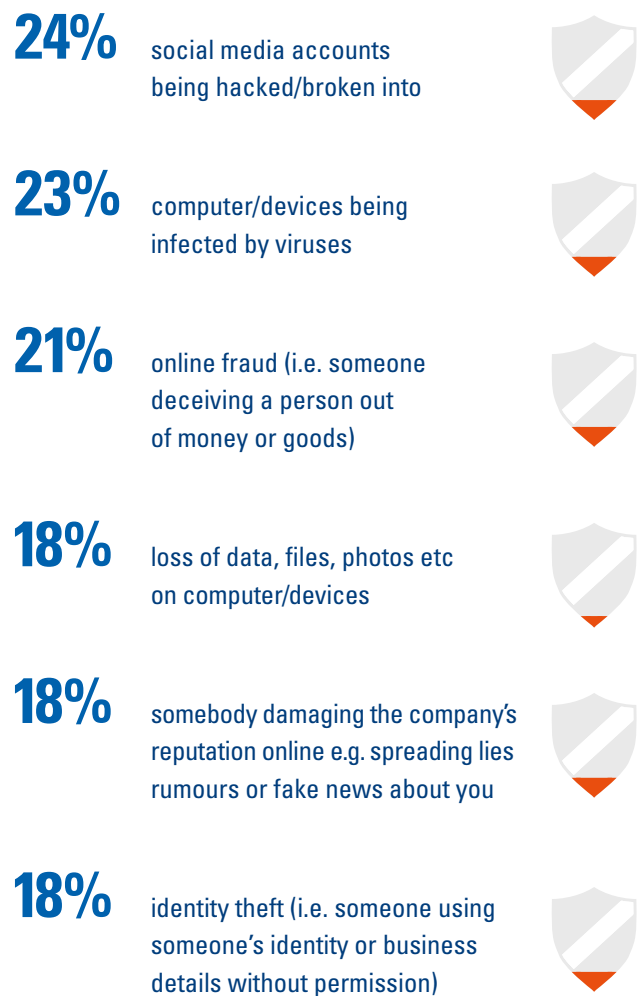 24%
social media accounts
being hacked/broken into
23%
computer/devices being
infected by viruses
21%
online fraud (i.e. someone
deceiving a person out
of money or goods)
18%
loss of data, files, photos etc
on computer/devices
18%
somebody damaging the company's
reputation online e.g. spreading lies
rumours or fake news about you
18%
identity theft (i.e. someone using
someone's identity or business
details without permission)